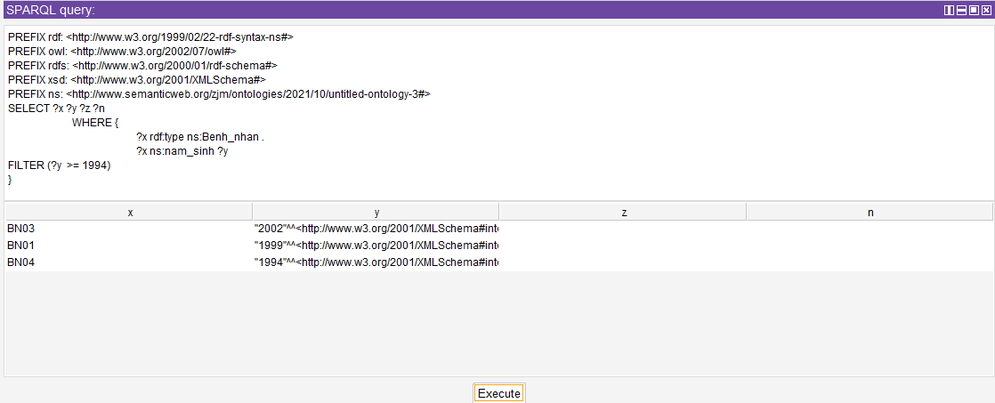 SPARQL query:
PREFIX rdf: <http://www.w3.org/1999/02/22-rdf-syntax-ns#>
PREFIX owl: <http://www.w3.org/2002/07/owl#>
PREFIX rdfs: <http://www.w3.org/2000/01/rdf-schema#>
PREFIX xsd: <http://www.w3.org/2001/XMLSchema#>
PREFIX ns: <http://www.semanticweb.org/zjm/ontologies/2021/10/untitled-ontology-3#>
SELECT ?x ?y ?z ?n
WHERE {
?x rdf:type ns:Benh_nhan .
?x ns:nam_sinh ?y
FILTER (?y >= 1994)
}
x y z n
BN03 "2002"^^<http://www.w3.org/2001/XMLSchema#inte
BN01 "1999"^^<http://www.w3.org/2001/XMLSchema#inte
BN04 "1994"^^<http://www.w3.org/2001/XMLSchema#inte
Execute